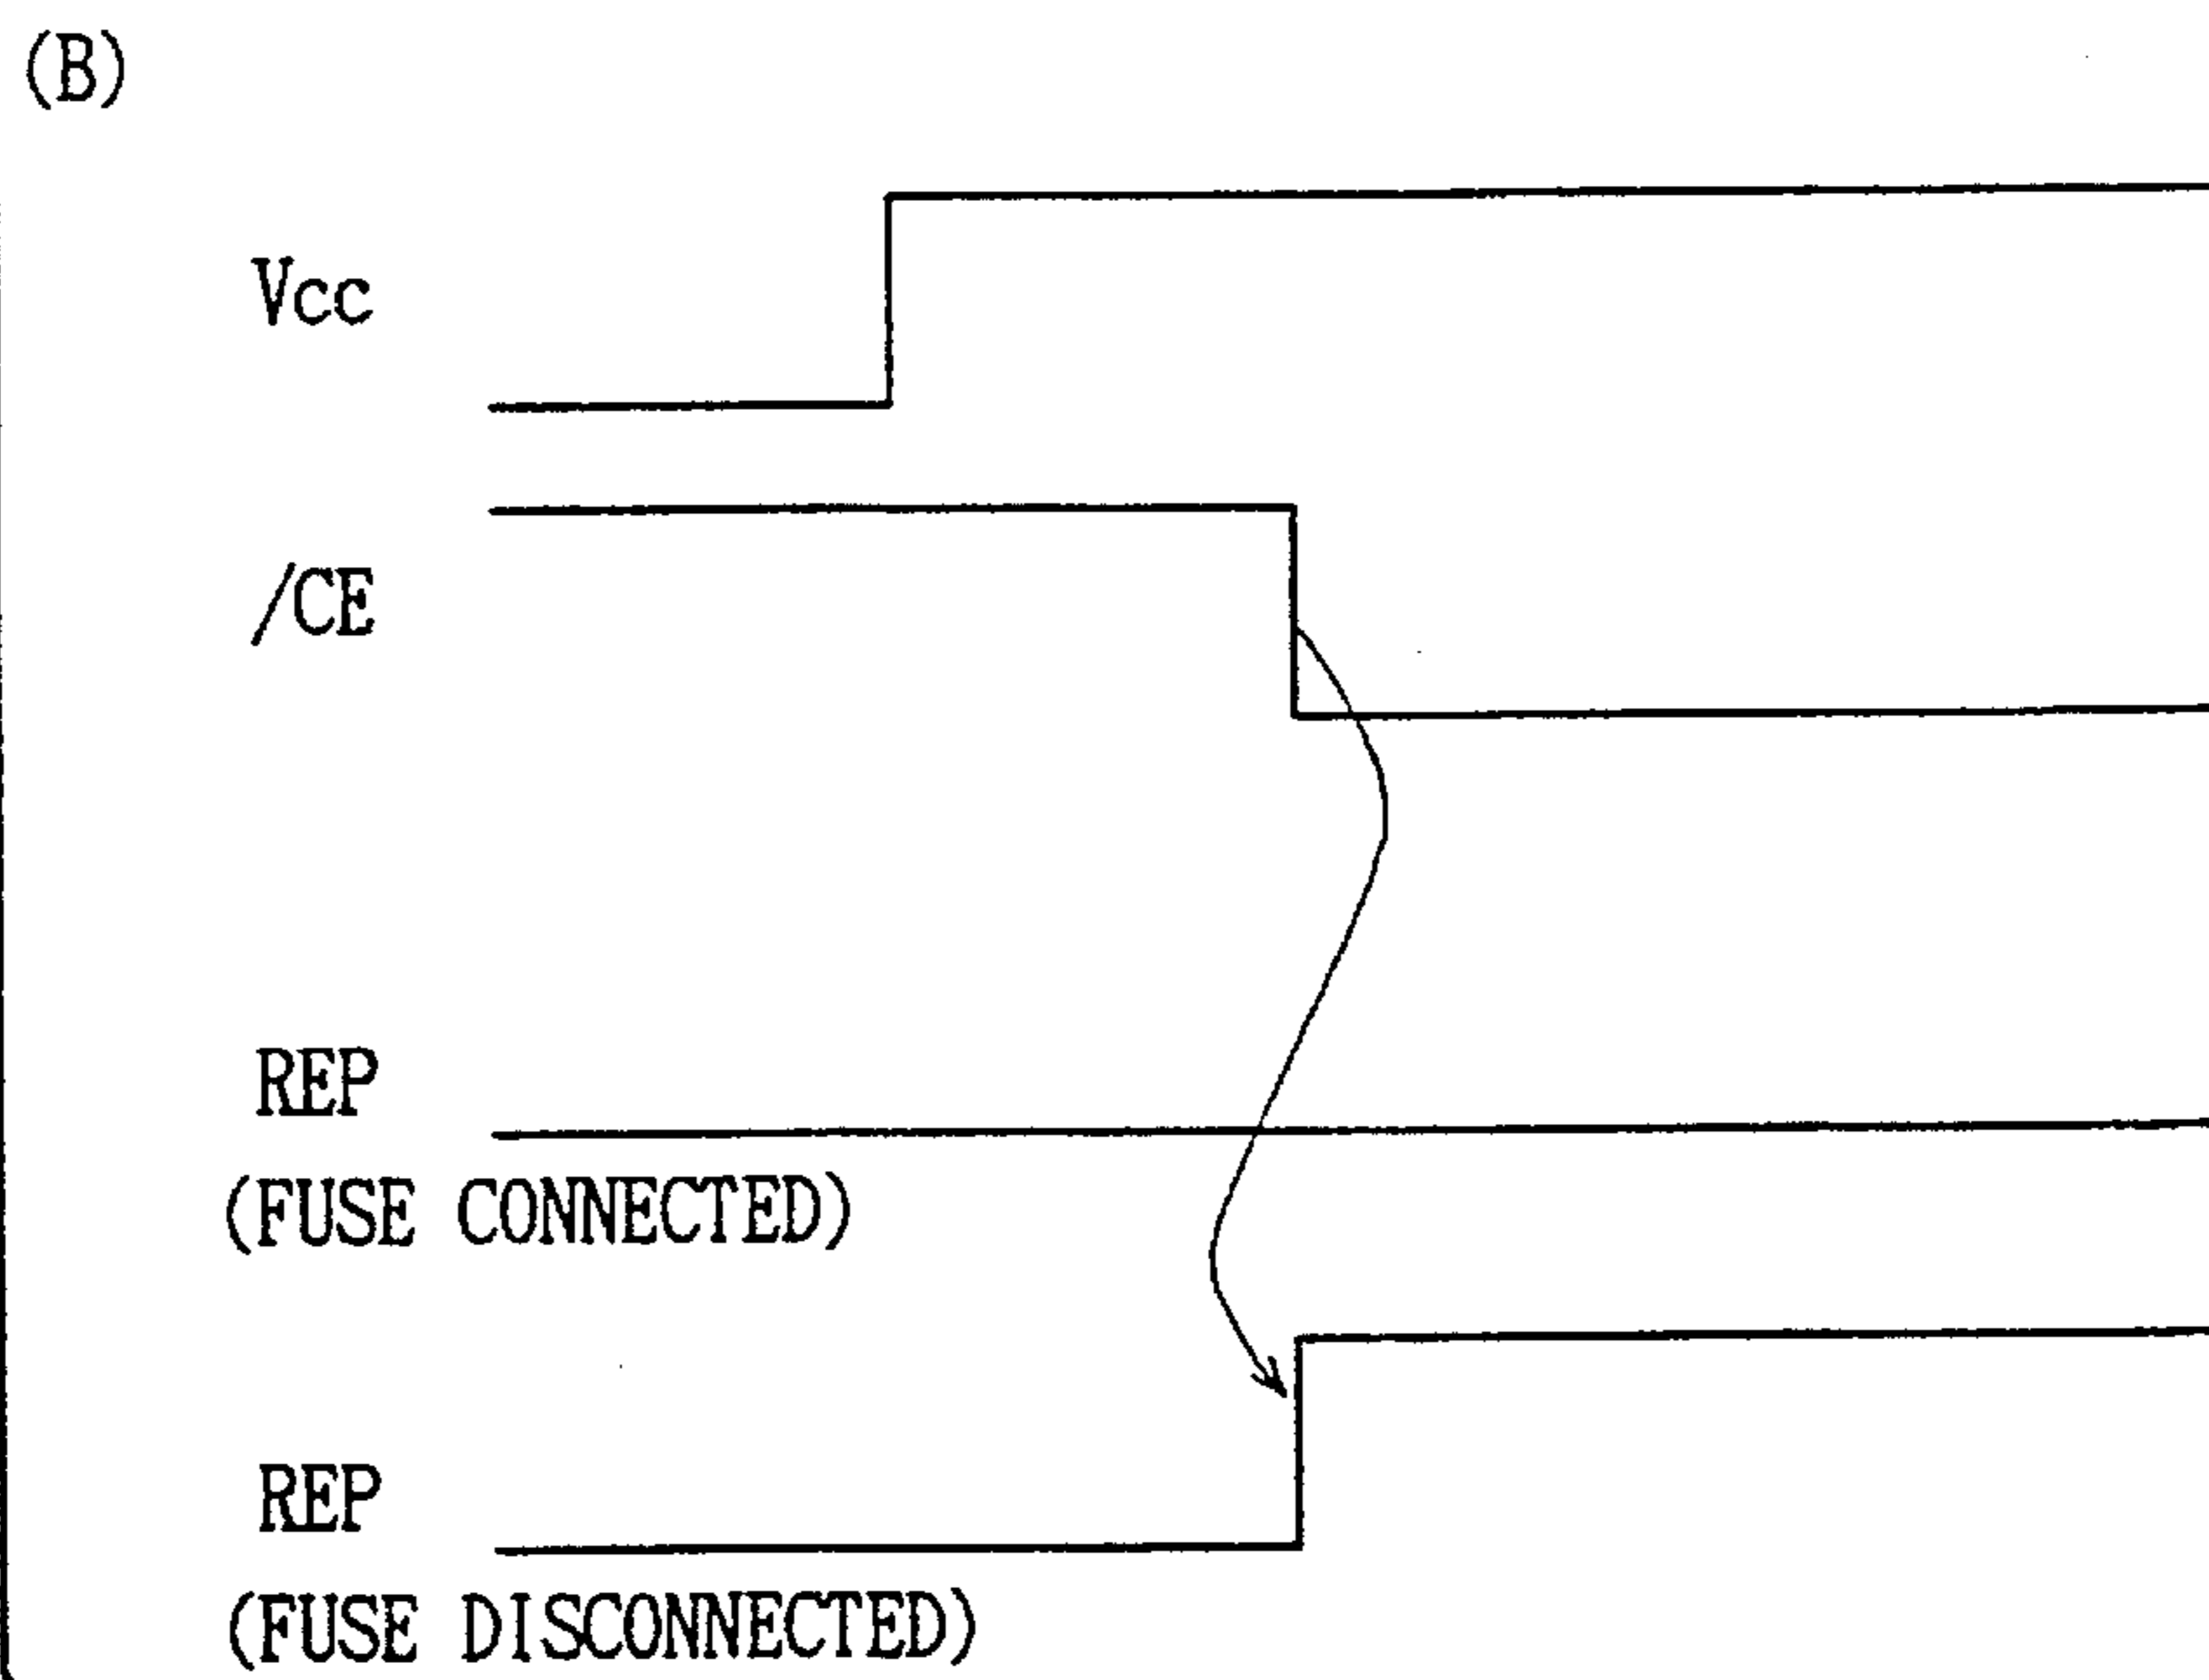 (B)
Vcc
/CE
REP
(FUSE CONNECTED)
REP
(FUSE DISCONNECTED)